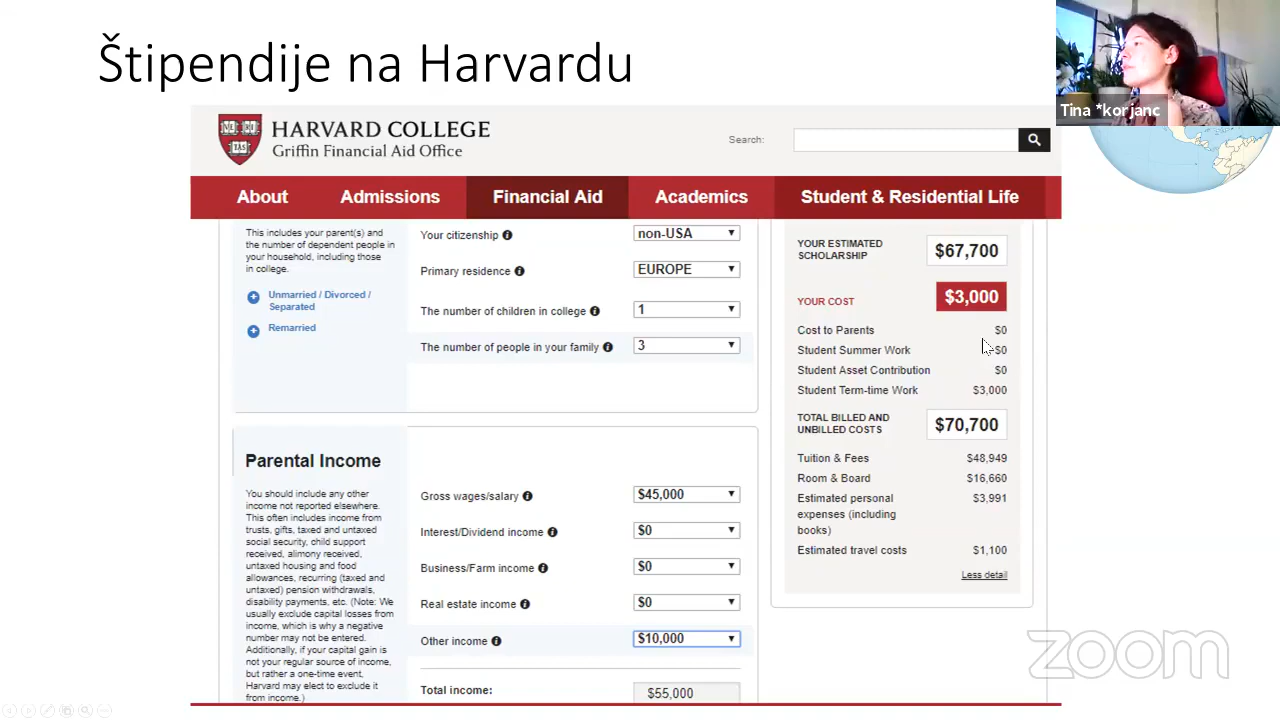 Štipendije na Harvardu
Tina *korjanc
HARVARD COLLEGE
Griffin Financial Aid Office
Search:
About
Admissions
Financial Aid
Academics
Student & Residential Life
This includes your parent(s) and
the number of dependent people in
your household, including those
in college.
Unmarried / Divorced /
Separated
Remarried
Your citizenship
non-USA
Primary residence
EUROPE
The number of children in college
1
The number of people in your family
3
Parental Income
You should include any other
income not reported elsewhere.
This often includes income from
trusts, gifts, taxed and untaxed
social security, child support
received, alimony received,
untaxed housing and food
allowances, recurring (taxed and
untaxed) pension withdrawals,
disability payments, etc. (Note: We
usually exclude capital losses from
income, which is why a negative
number may not be entered.
Additionally, if your capital gain is
not your regular source of income,
but rather a one-time event,
Harvard may elect to exclude it
from income.)
Gross wages/salary
$45,000
Interest/Dividend income
$0
Business/Farm income
$0
Real estate income
$0
Other income
$10,000
Total income:
$55,000
YOUR ESTIMATED
SCHOLARSHIP
$67,700
YOUR COST
$3,000
Cost to Parents
$0
Student Summer Work
$0
Student Asset Contribution
$0
Student Term-time Work
$3,000
TOTAL BILLED AND
UNBILLED COSTS
$70,700
Tuition & Fees
$48,949
Room & Board
$16,660
Estimated personal
expenses (including
books)
$3,991
Estimated travel costs
$1,100
Less detail
zoom